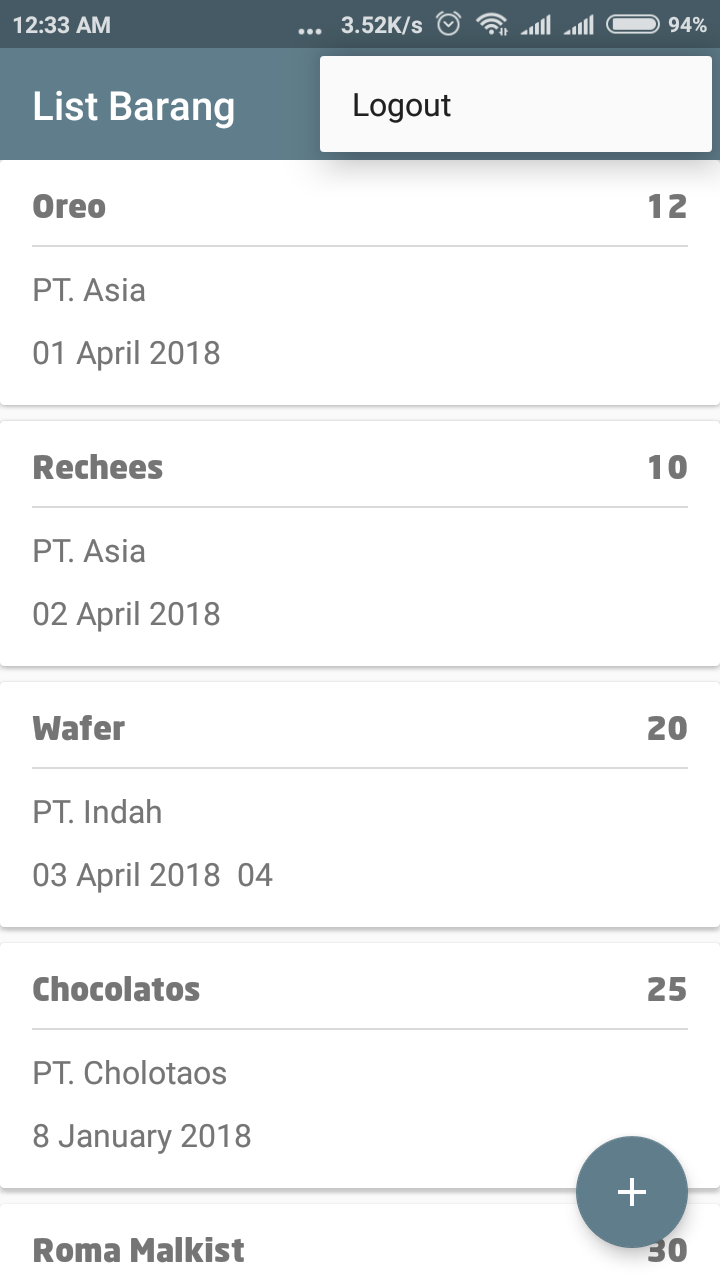 12:33 AM ... 3.52K/s 94%
List Barang
Logout
Oreo 12
PT. Asia
01 April 2018
Rechees 10
PT. Asia
02 April 2018
Wafer 20
PT. Indah
03 April 2018 04
Chocolatos 25
PT. Cholotaos
8 January 2018
+
Roma Malkist 30